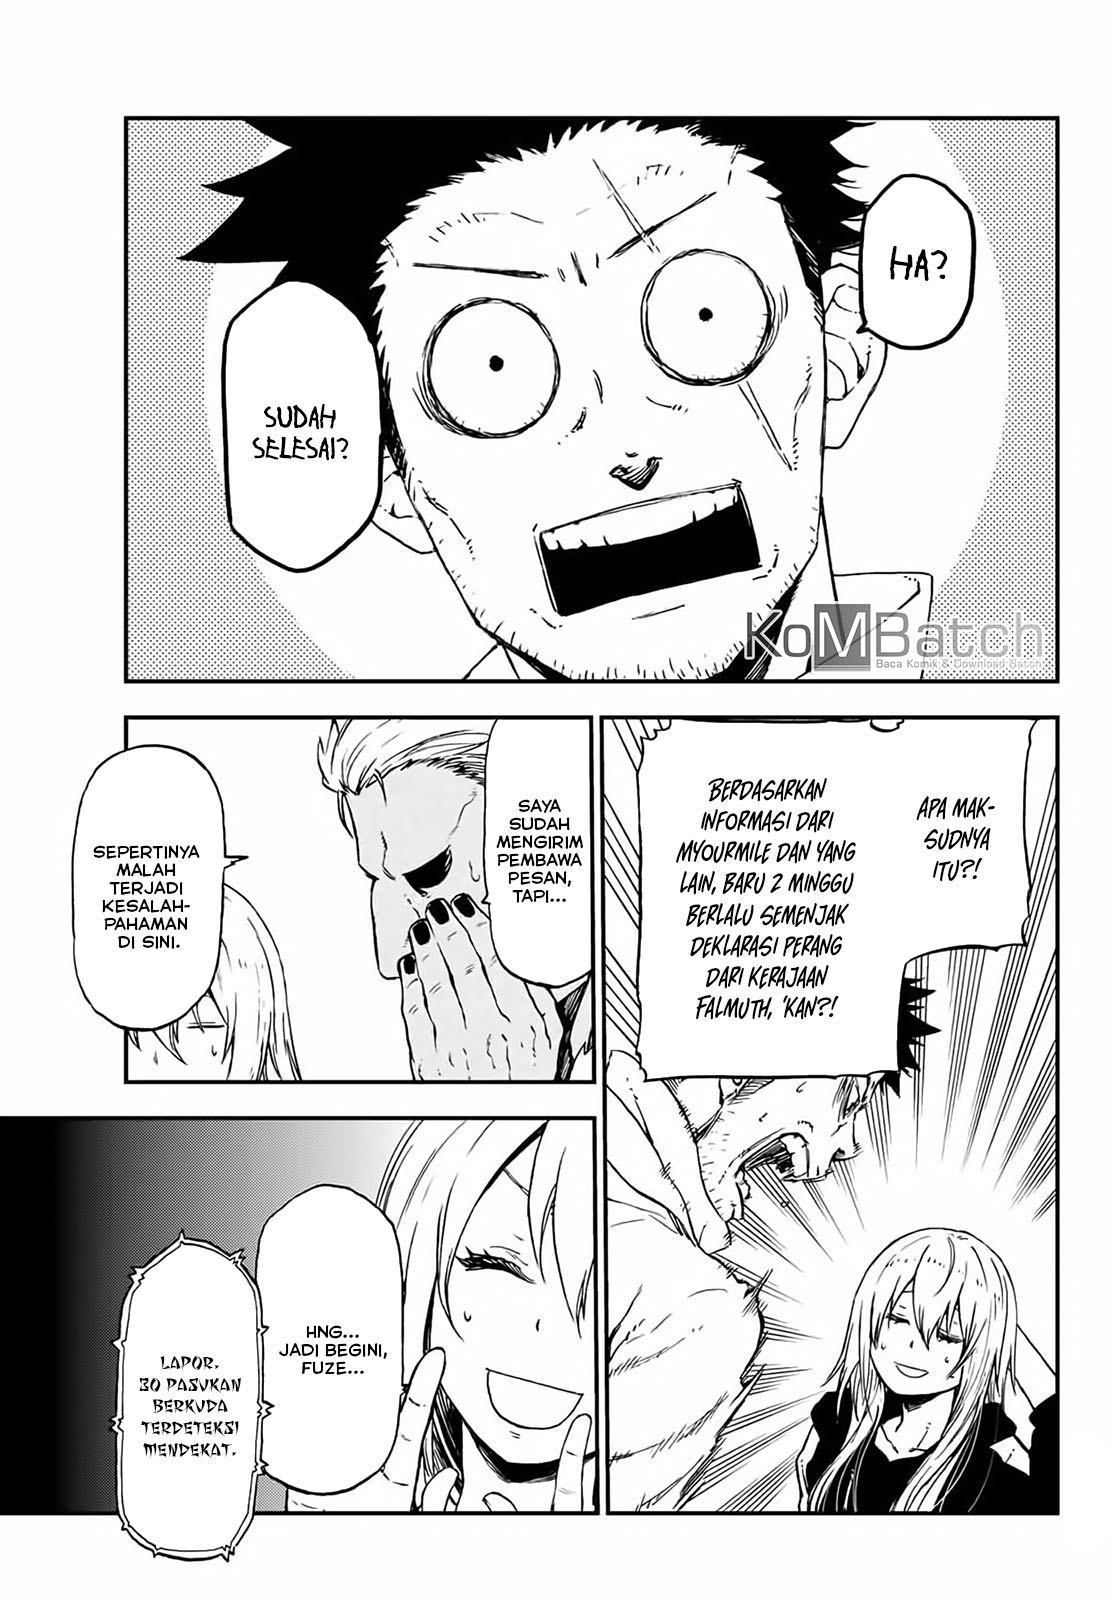 HA?
SUDAH
SELESAI?
KoMBatch
Baca Komik & Download Batch
APA MAK-
SUDNYA
ITU?!
BERDASARKAN
INFORMASI DARI
MYOURMILE DAN YANG
LAIN, BARU 2 MINGGU
BERLALU SEMENJAK
DEKLARASI PERANG
DARI KERAJAAN
FALMUTH, 'KAN?!
SAYA
SUDAH
MENGIRIM
PEMBAWA
PESAN,
TAPI...
SEPERTINYA
MALAH
TERJADI
KESALAH-
PAHAMAN
DI SINI.
HNG...
JADI BEGINI,
FUZE...
LAPOR.
30 PASUKAN
BERKUDA
TERDETEKSI
MENDEKAT.